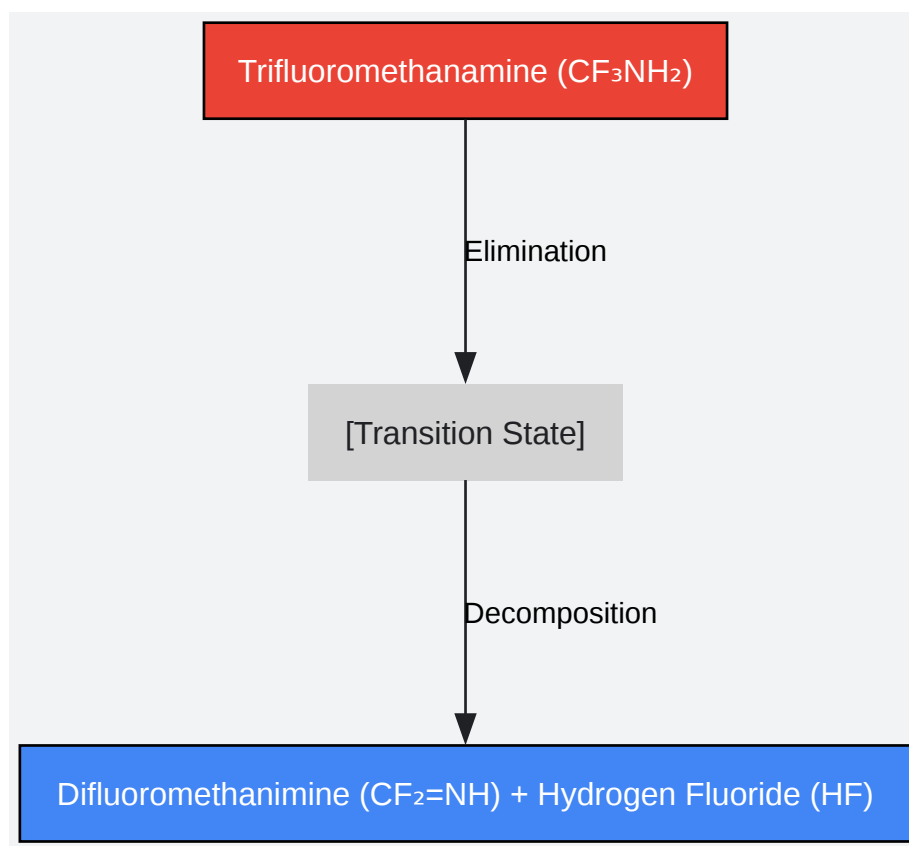 Trifluoromethanamine (CF₃NH₂)
Elimination
[Transition State]
Decomposition
Difluoromethanimine (CF₂=NH) + Hydrogen Fluoride (HF)